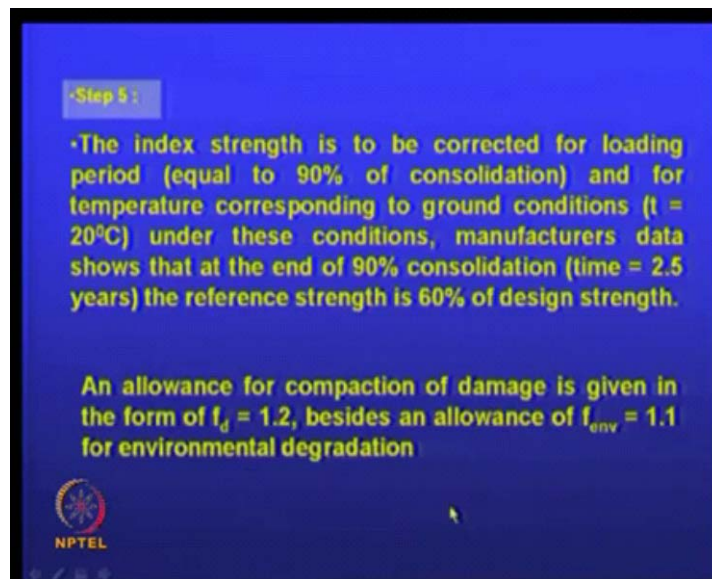 •Step 5 :
•The index strength is to be corrected for loading
period (equal to 90% of consolidation) and for
temperature corresponding to ground conditions (t =
20⁰C) under these conditions, manufacturers data
shows that at the end of 90% consolidation (time = 2.5
years) the reference strength is 60% of design strength.
An allowance for compaction of damage is given in
the form of f_d = 1.2, besides an allowance of f_env = 1.1
for environmental degradation
NPTEL